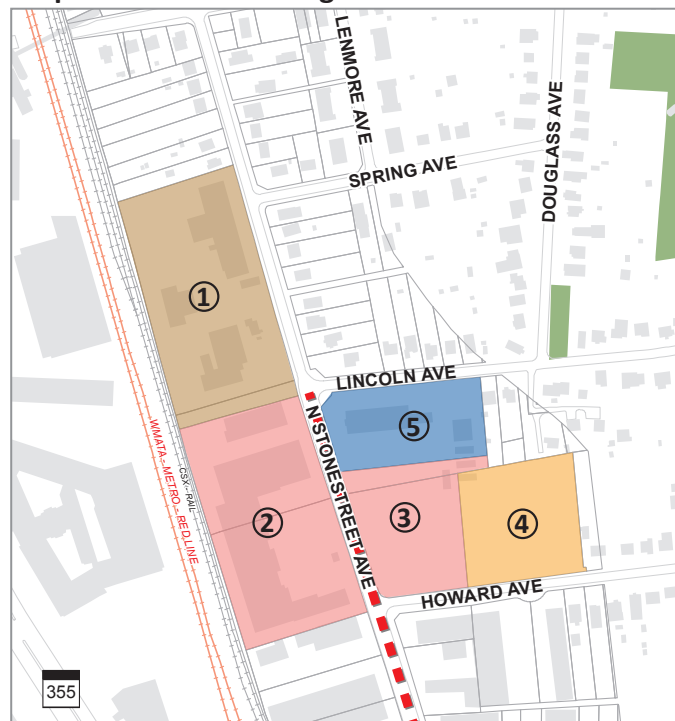 LENMORE AVE
DOUGLASS AVE
SPRING AVE
①
LINCOLN AVE
N STONESTREET AVE
⑤
WMATA - METRO - RED LINE
CSX - RAIL
②
③
④
HOWARD AVE
355